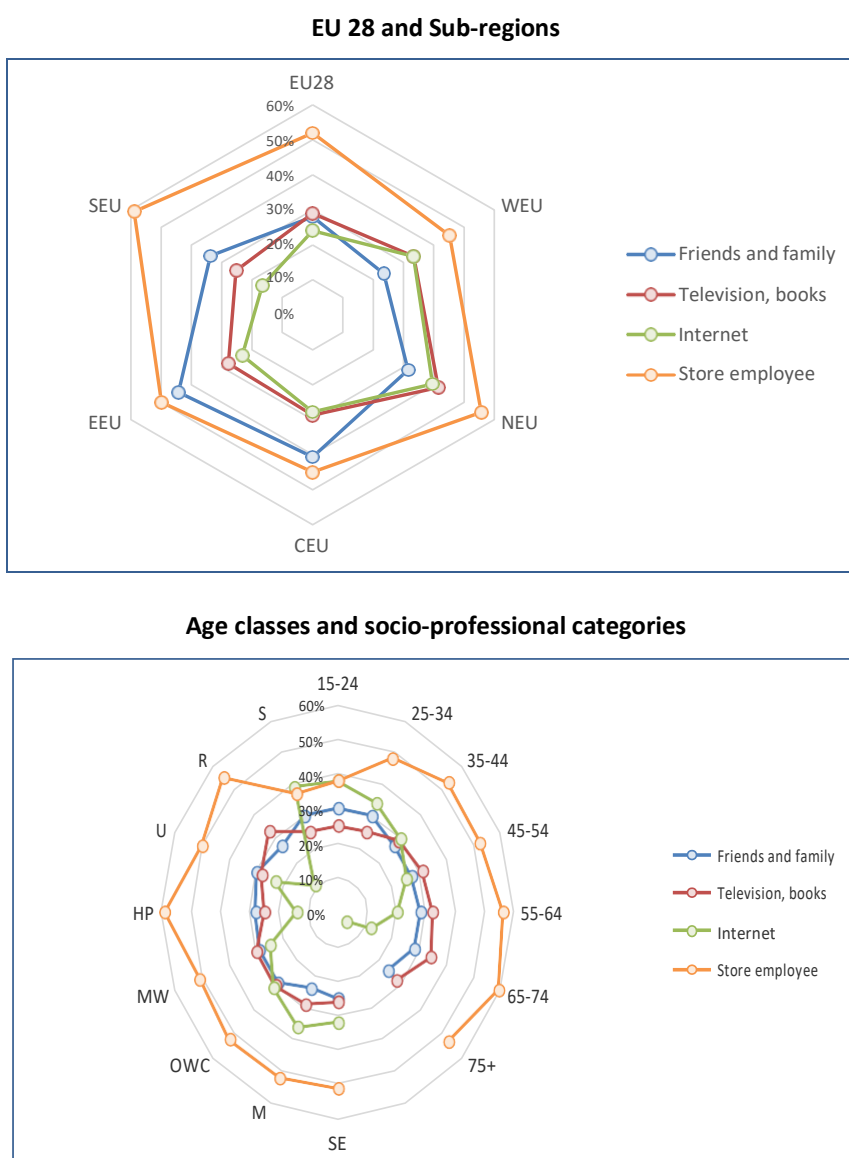 EU 28 and Sub-regions
EU28
60%
50%
40%
30%
20%
10%
0%
WEU
NEU
CEU
EEU
SEU
Friends and family
Television, books
Internet
Store employee
Age classes and socio-professional categories
15-24
25-34
35-44
45-54
55-64
65-74
75+
SE
M
OWC
MW
HP
U
R
S
60%
50%
40%
30%
20%
10%
0%
Friends and family
Television, books
Internet
Store employee